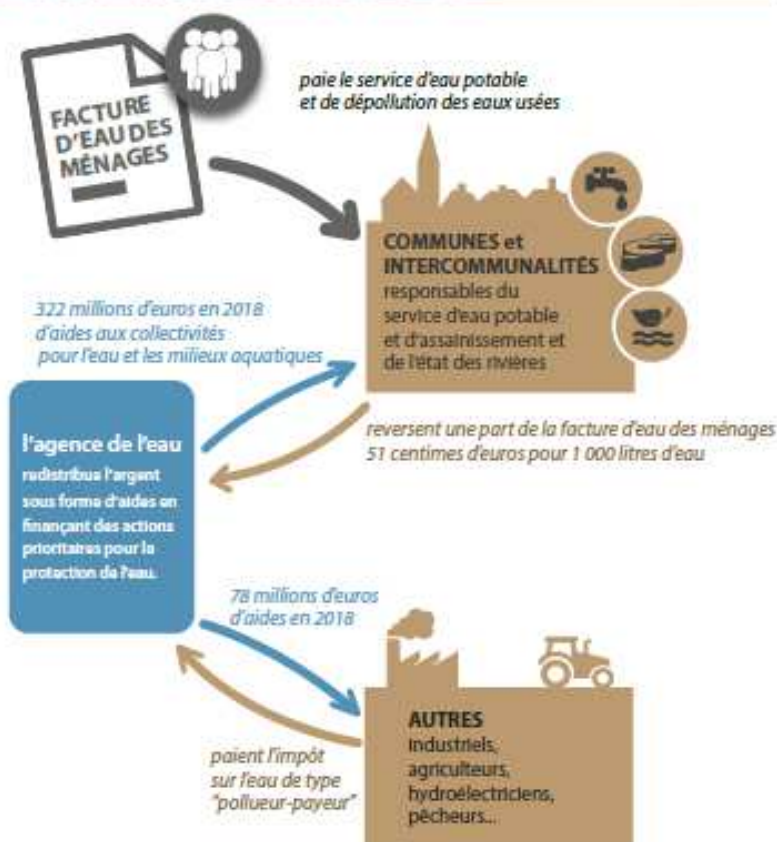 FACTURE
D'EAU DES
MÉNAGES
paie le service d'eau potable
et de dépollution des eaux usées
COMMUNES et
INTERCOMMUNALITÉS
responsables du
service d'eau potable
et d'assainissement et
de l'état des rivières
322 millions d'euros en 2018
d'aides aux collectivités
pour l'eau et les milieux aquatiques
l'agence de l'eau
redistribue l'argent
sous forme d'aides en
finançant des actions
prioritaires pour la
protection de l'eau.
reversent une part de la facture d'eau des ménages
51 centimes d'euros pour 1 000 litres d'eau
78 millions d'euros
d'aides en 2018
paient l'impôt
sur l'eau de type
"pollueur-payeur"
AUTRES
industriels,
agriculteurs,
hydroélectriciens,
pêcheurs...